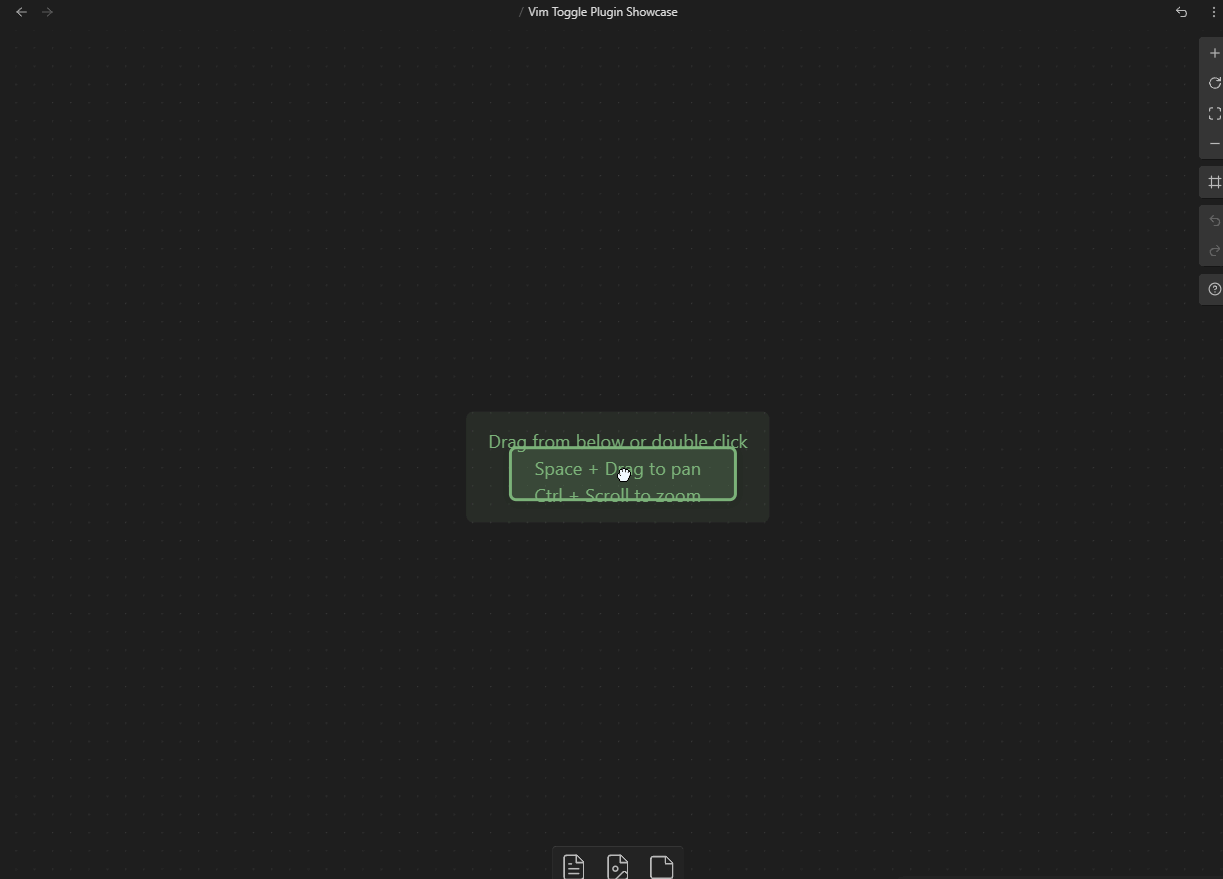 / Vim Toggle Plugin Showcase
Drag from below or double click
Space + Drag to pan
Ctrl + Scroll to zoom